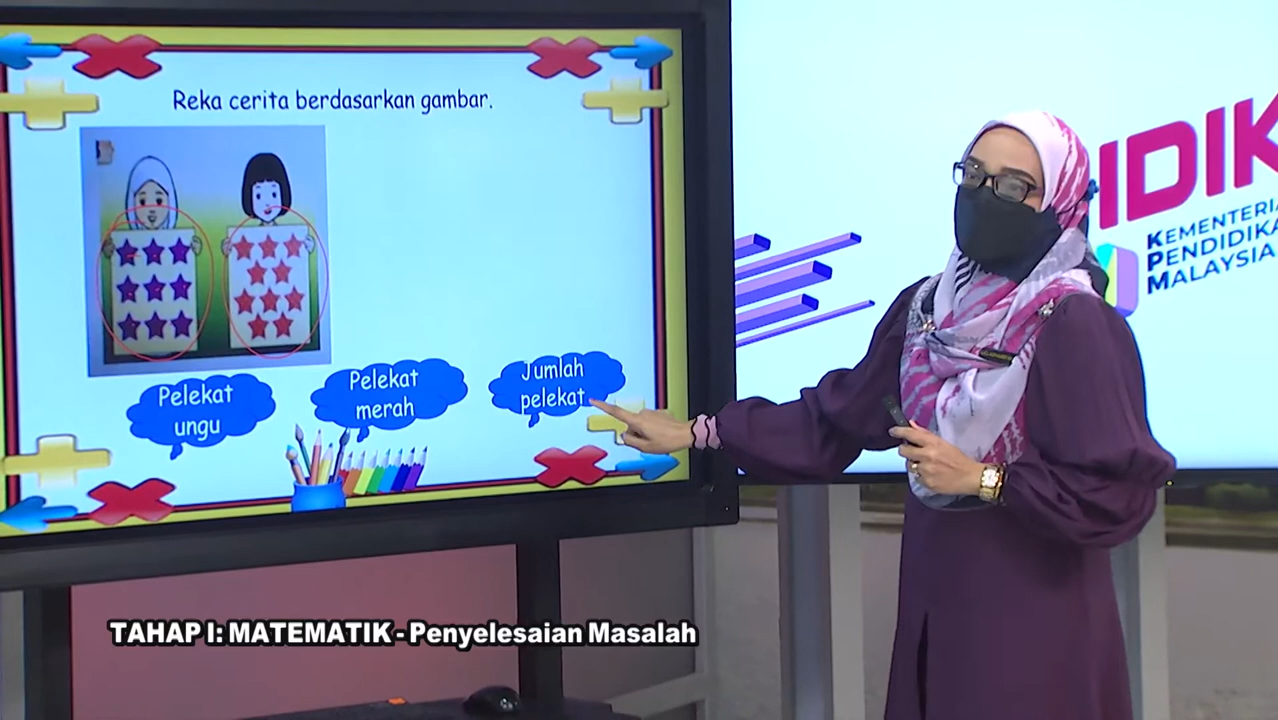 Reka cerita berdasarkan gambar.
Pelekat
ungu
Pelekat
merah
Jumlah
pelekat
IDIK
KEMENTERIA
PENDIDIKA
MALAYSIA
TAHAP I: MATEMATIK - Penyelesaian Masalah